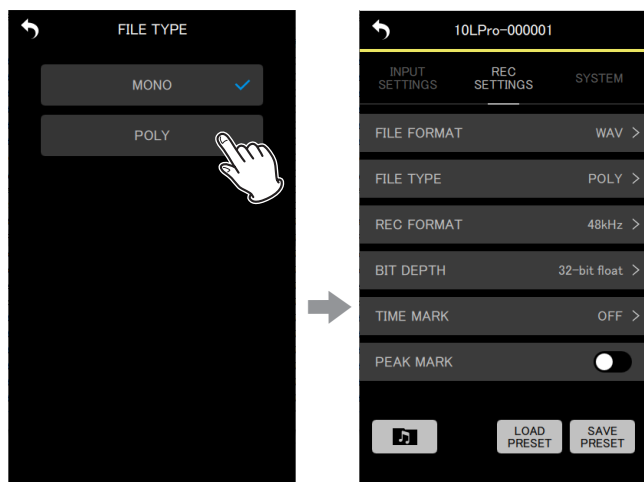 FILE TYPE
MONO
POLY
10LPro-000001
INPUT SETTINGS
REC SETTINGS
SYSTEM
FILE FORMAT WAV
FILE TYPE POLY
REC FORMAT 48kHz
BIT DEPTH 32-bit float
TIME MARK OFF
PEAK MARK
LOAD PRESET
SAVE PRESET